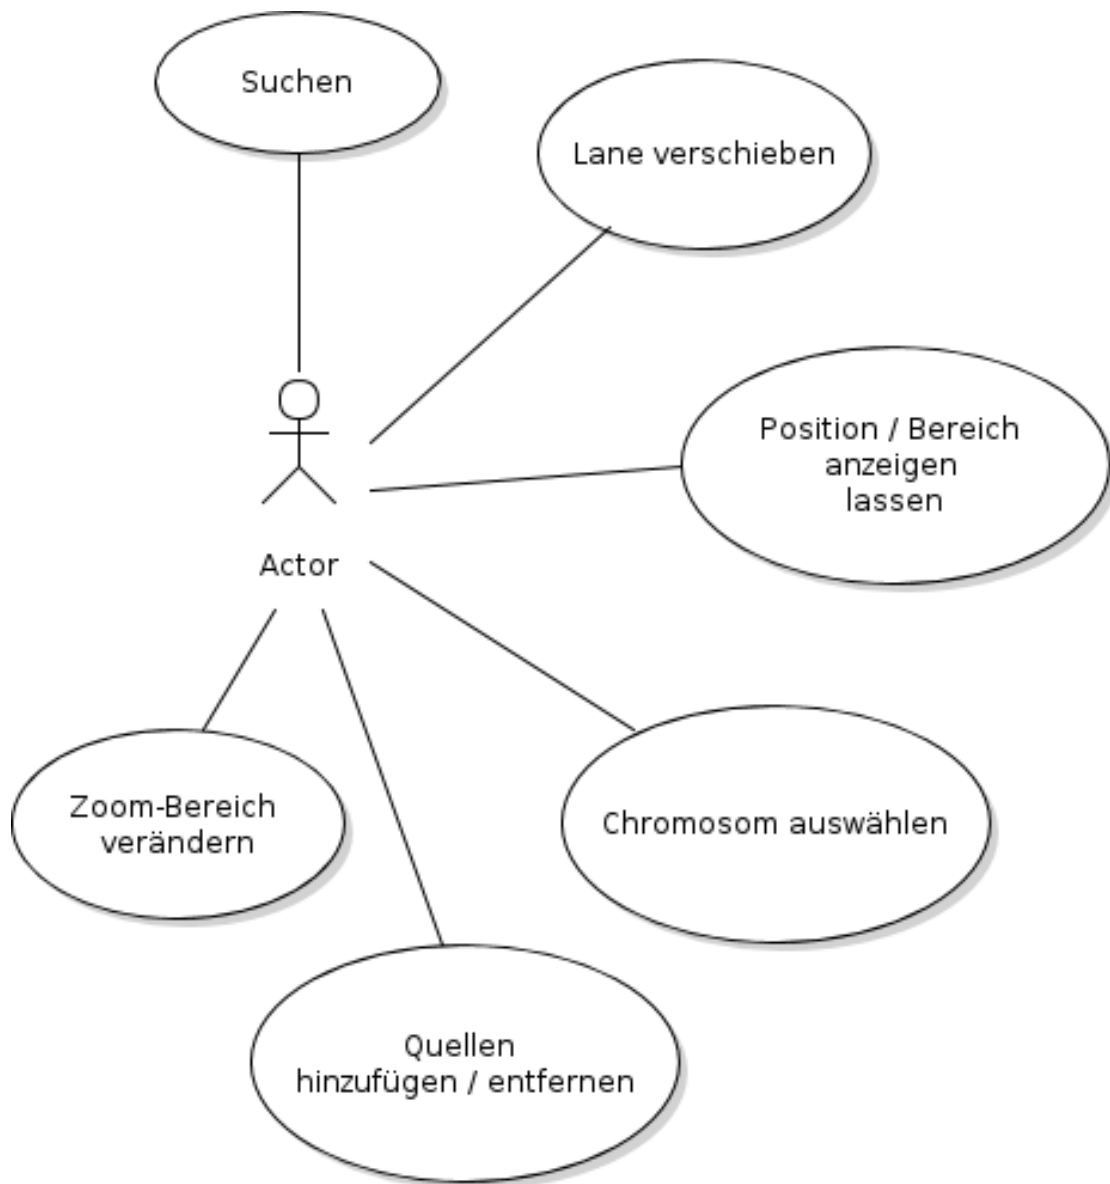 Suchen
Lane verschieben
Position / Bereich
anzeigen
lassen
Actor
Zoom-Bereich
verändern
Chromosom auswählen
Quellen
hinzufügen / entfernen